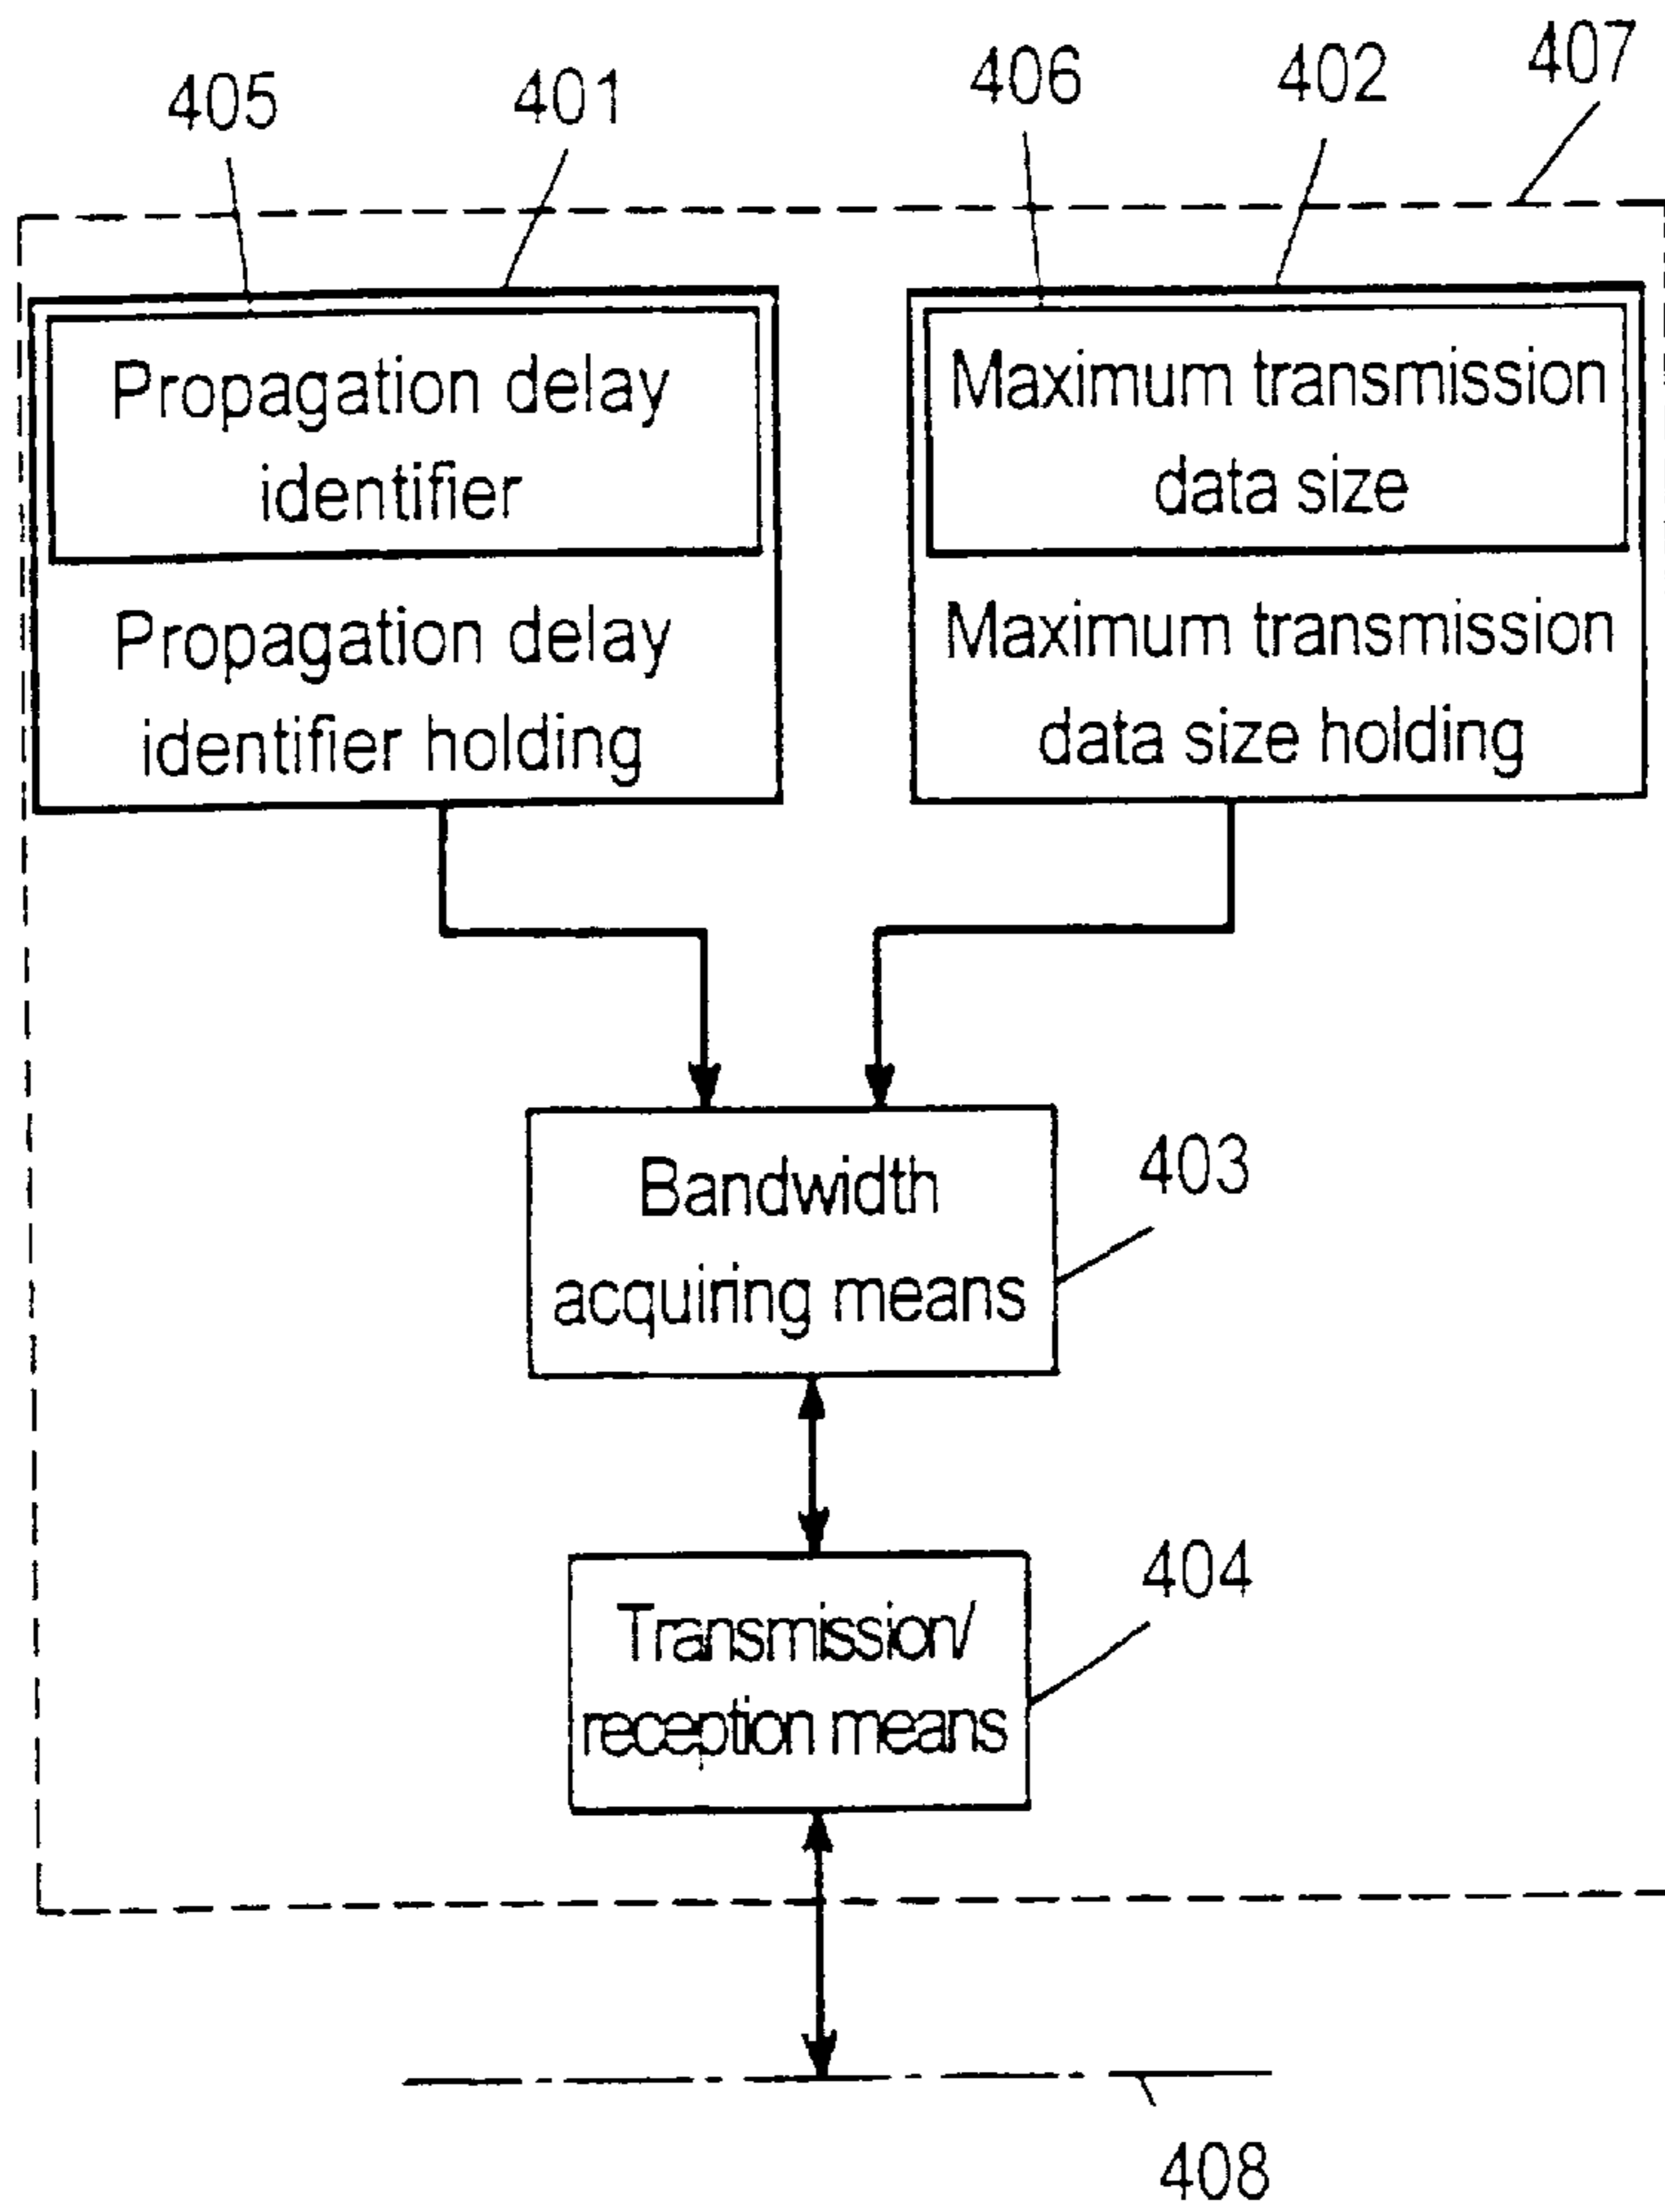 405
401
406
402
407
Propagation delay
identifier
Propagation delay
identifier holding
Maximum transmission
data size
Maximum transmission
data size holding
Bandwidth
acquiring means
403
Transmission/
reception means
404
408